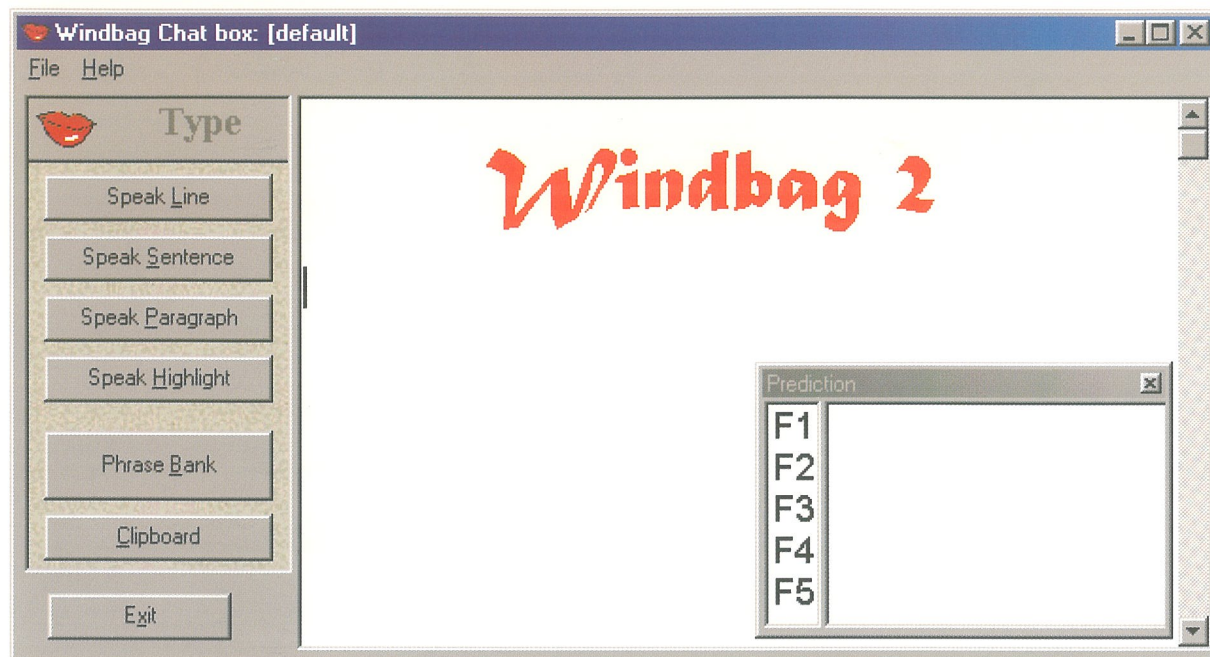 Windbag Chat box: [default]
File Help
Type
Speak Line
Speak Sentence
Speak Paragraph
Speak Highlight
Phrase Bank
Clipboard
Exit
Windbag 2
Prediction
F1
F2
F3
F4
F5